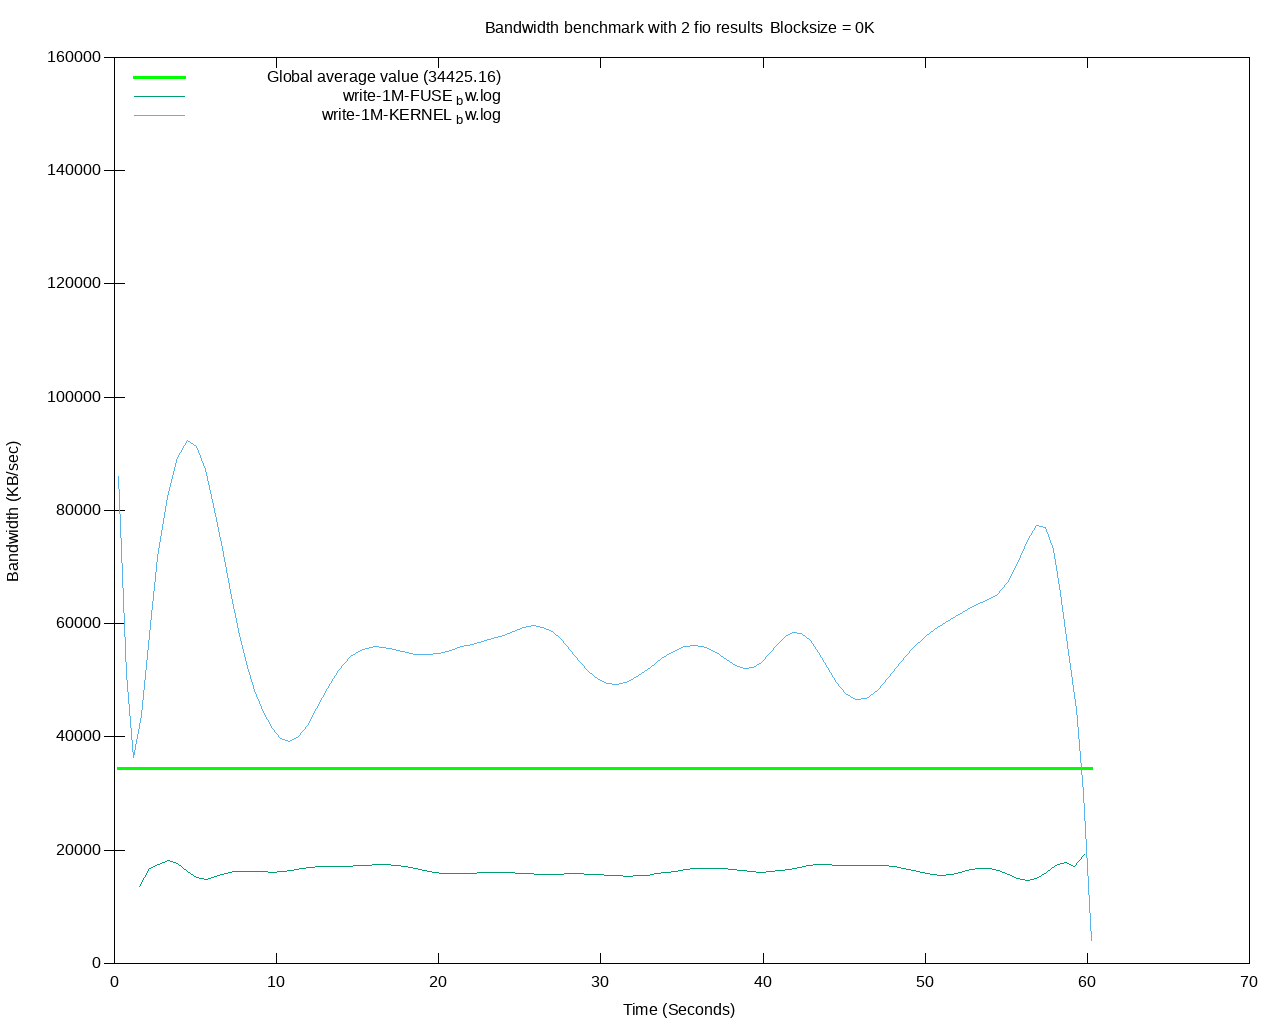 Bandwidth benchmark with 2 fio results Blocksize = 0K
160000
140000
120000
100000
80000
60000
40000
20000
0
Global average value (34425.16)
write-1M-FUSE bw.log
write-1M-KERNEL bw.log
Bandwidth (KB/sec)
0 10 20 30 40 50 60 70
Time (Seconds)